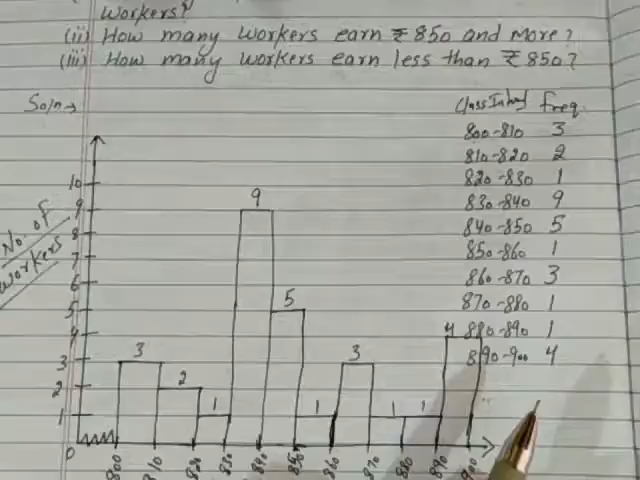 workers?
(ii) How many workers earn ₹850 and more?
(iii) How many workers earn less than ₹850?
Soln→
Class Interval Freq.
800-810 3
810-820 2
820-830 1
830-840 9
840-850 5
850-860 1
860-870 3
870-880 1
880-890 1
890-900 4
No. of
workers
10
9
8
7
6
5
4
3
2
1
0
3 2 1 9 5 1 3 1 1 4
800 810 820 830 840 850 860 870 880 890 900